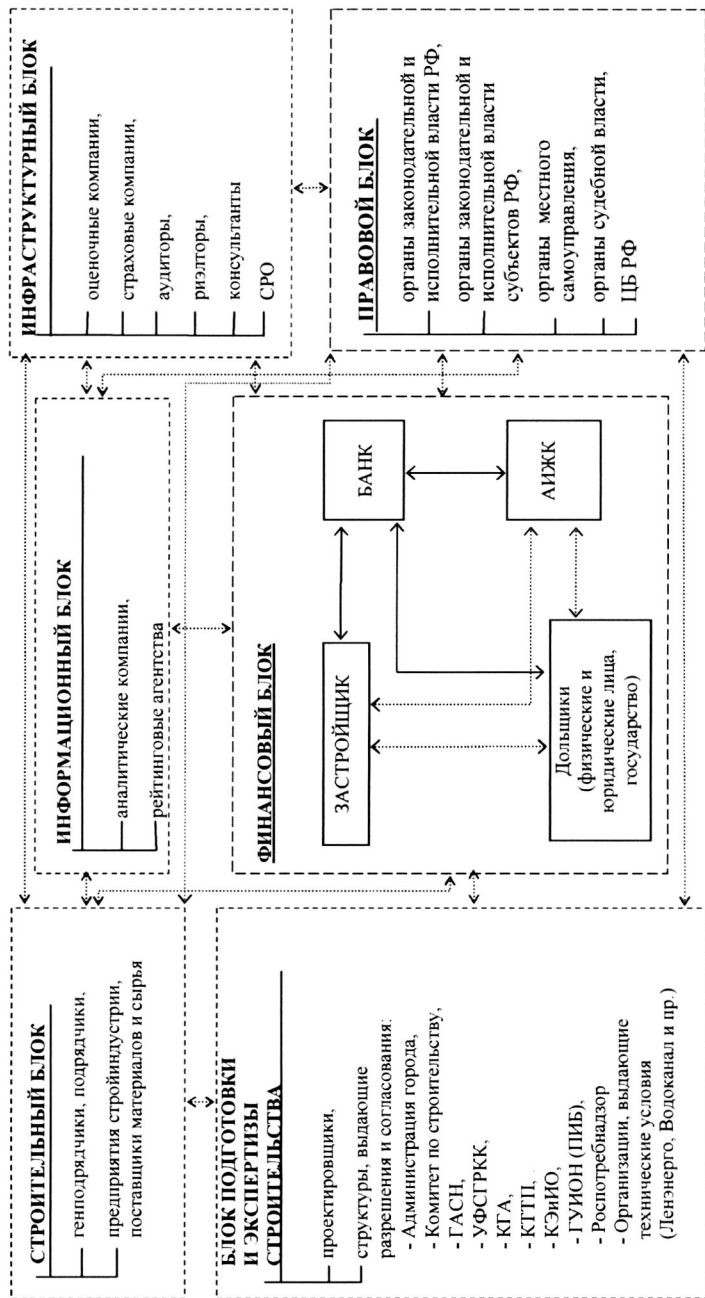 СТРОИТЕЛЬНЫЙ БЛОК
генподрядчики, подрядчики,
предприятия стройиндустрии,
поставщики материалов и сырья
ИНФОРМАЦИОННЫЙ БЛОК
аналитические компании,
рейтинговые агентства
ИНФРАСТРУКТУРНЫЙ БЛОК
оценочные компании,
страховые компании,
аудиторы,
риэлторы,
консультанты
СРО
БЛОК ПОДГОТОВКИ
И ЭКСПЕРТИЗЫ
СТРОИТЕЛЬСТВА
проектировщики,
структуры, выдающие
разрешения и согласования:
- Администрация города,
- Комитет по строительству,
- ГАСН,
- УФСГРКК,
- КГА,
- КТТП,
- КЭиИО,
- ГУИОН (ПИБ),
- Роспотребнадзор
- Организации, выдающие
технические условия
(Ленэнерго, Водоканал и пр.)
ФИНАНСОВЫЙ БЛОК
ЗАСТРОЙЩИК
БАНК
Дольщики
(физические и
юридические лица,
государство)
АИЖК
ПРАВОВОЙ БЛОК
органы законодательной и
исполнительной власти РФ,
органы законодательной и
исполнительной власти
субъектов РФ,
органы местного
самоуправления,
органы судебной власти,
ЦБ РФ